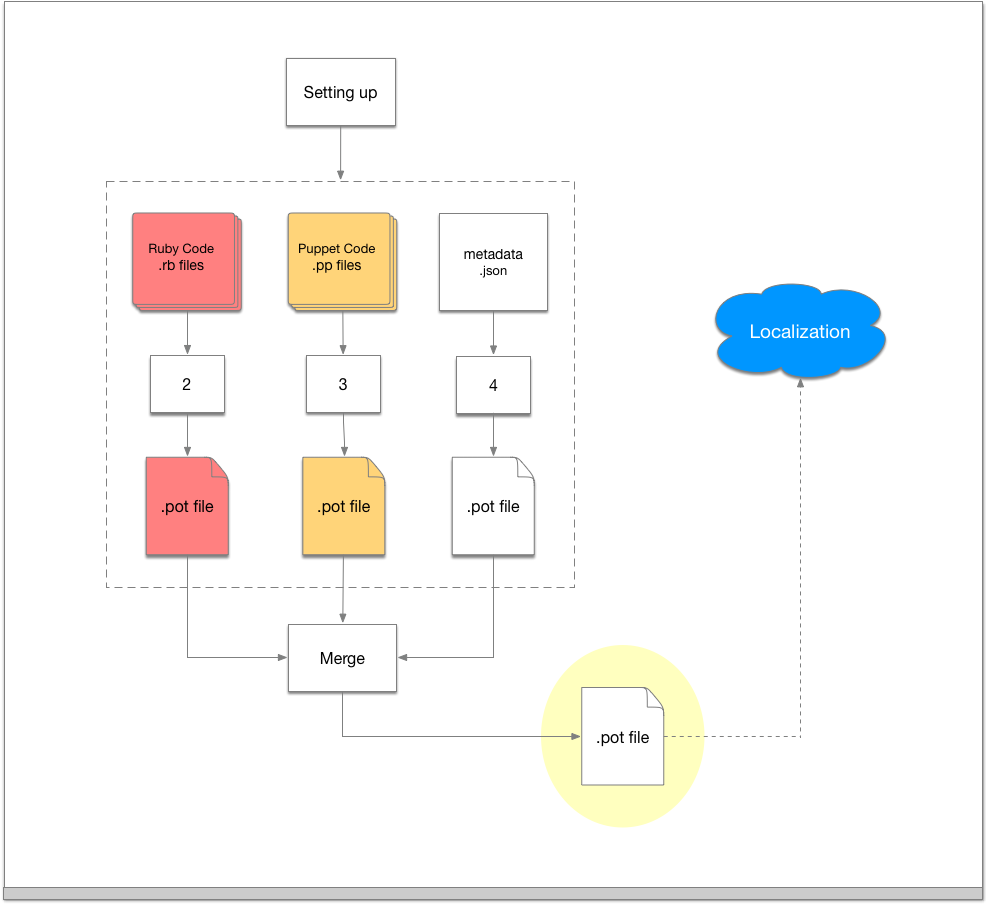 Setting up
Ruby Code
.rb files
Puppet Code
.pp files
metadata
.json
Localization
2
3
4
.pot file
.pot file
.pot file
Merge
.pot file